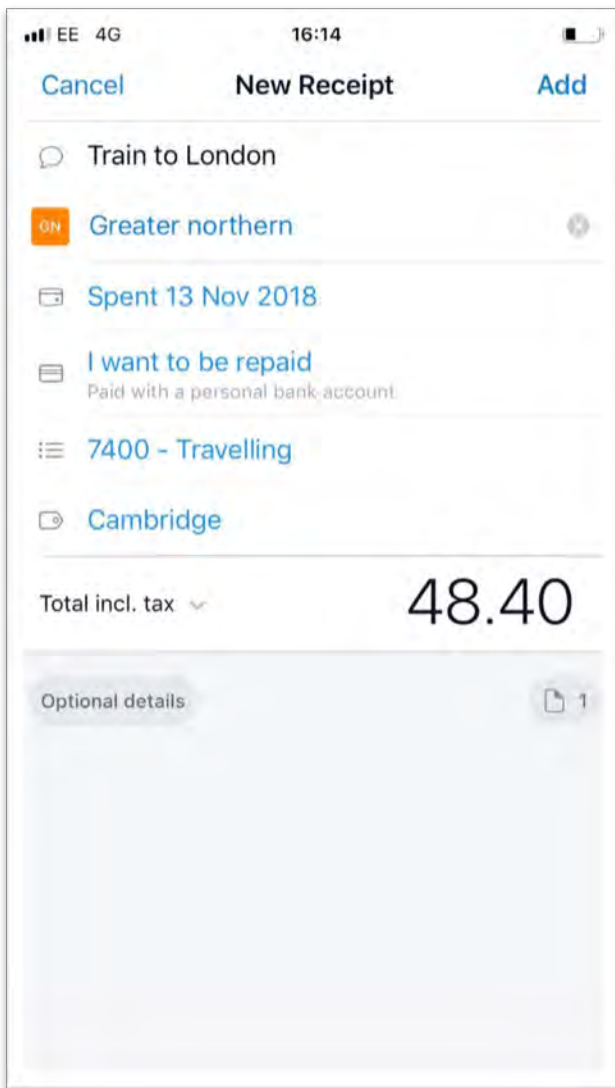 EE 4G 16:14
Cancel New Receipt Add
Train to London
GN Greater northern
Spent 13 Nov 2018
I want to be repaid
Paid with a personal bank account
7400 - Travelling
Cambridge
Total incl. tax 48.40
Optional details 1